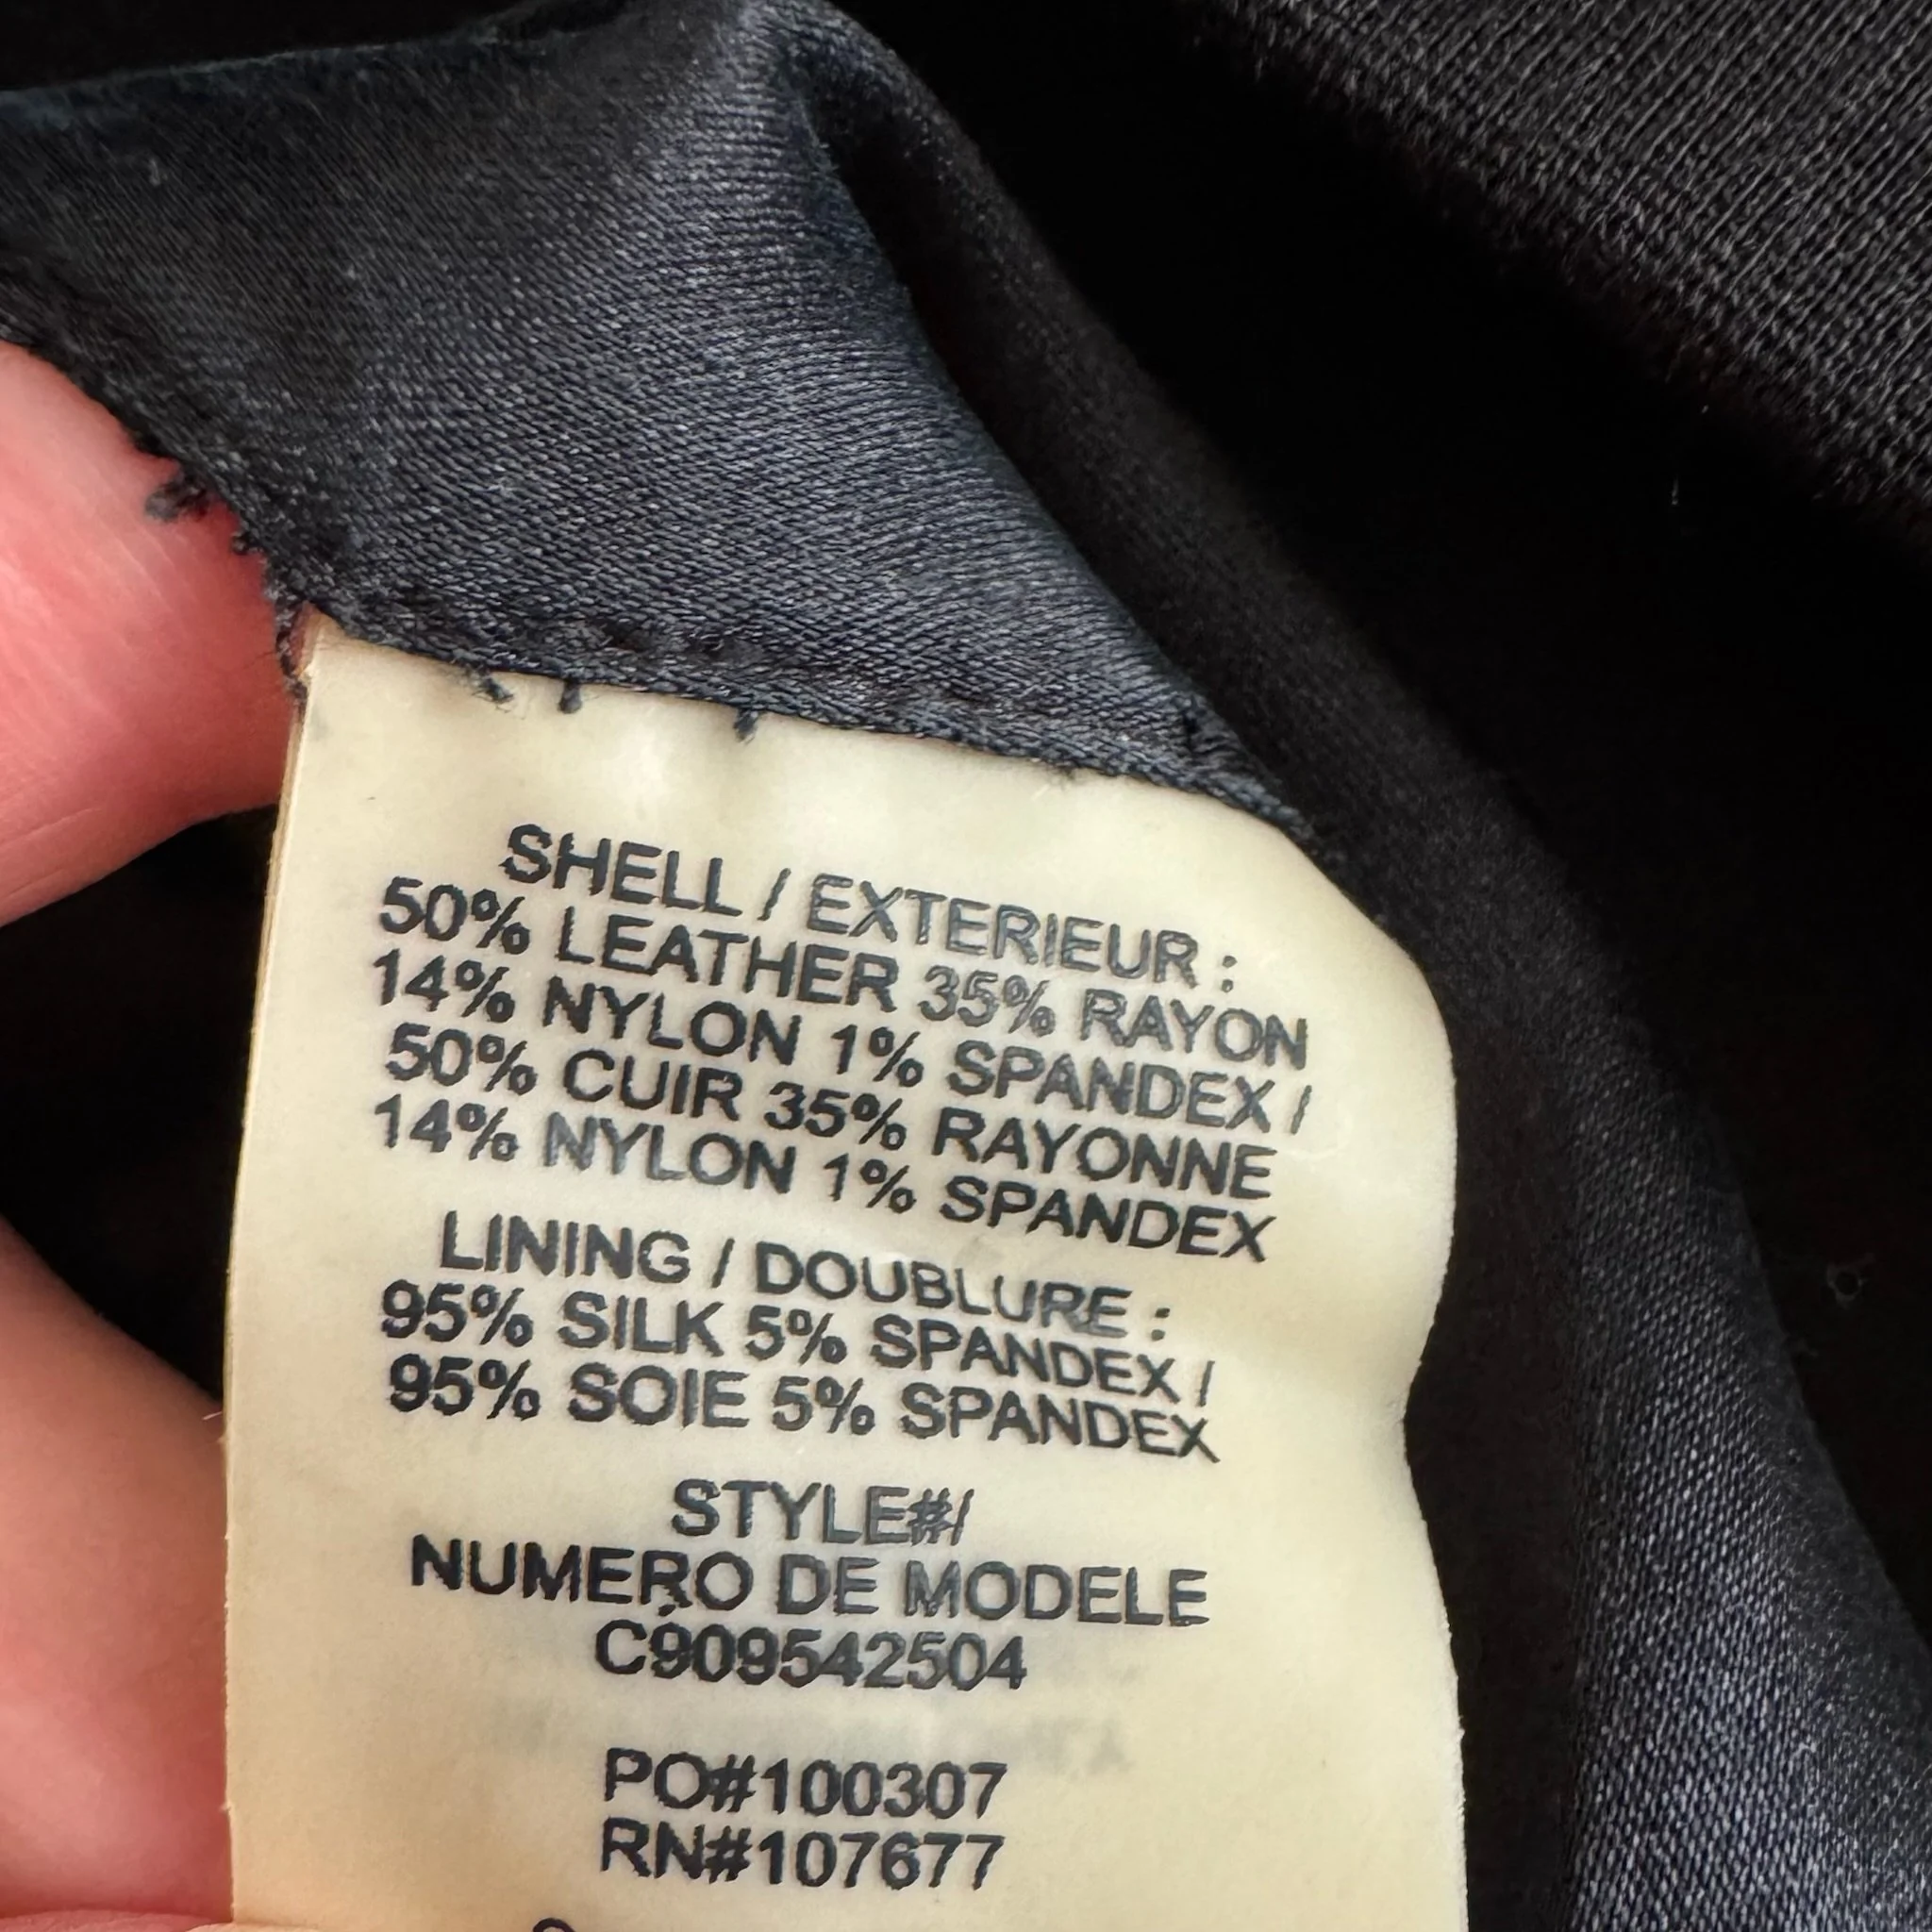 SHELL / EXTERIEUR :
50% LEATHER 35% RAYON
14% NYLON 1% SPANDEX /
50% CUIR 35% RAYONNE
14% NYLON 1% SPANDEX
LINING / DOUBLURE :
95% SILK 5% SPANDEX /
95% SOIE 5% SPANDEX
STYLE#/
NUMERO DE MODELE
C909542504
PO#100307
RN#107677